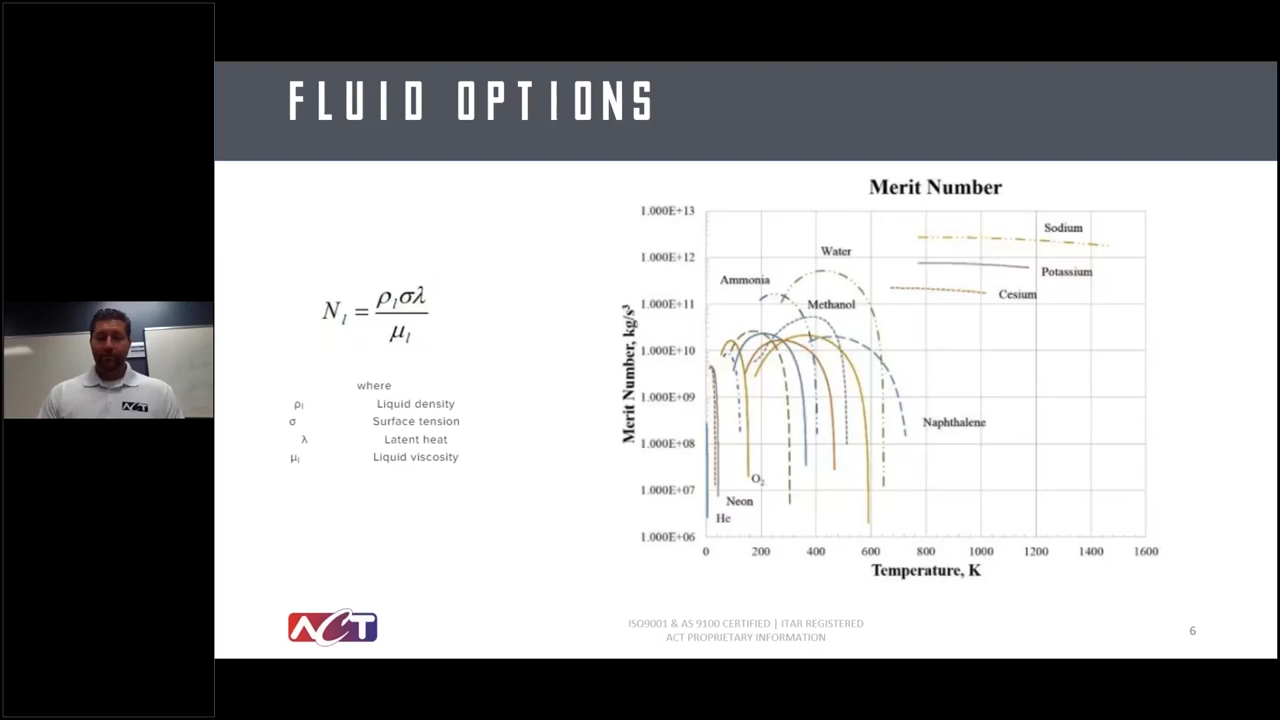 FLUID OPTIONS
N_l = ρ_lσλ / μ_l
where
ρ_l Liquid density
σ Surface tension
λ Latent heat
μ_l Liquid viscosity
Merit Number
1.000E+13
1.000E+12
1.000E+11
1.000E+10
1.000E+09
1.000E+08
1.000E+07
1.000E+06
Merit Number, kg/s³
Sodium
Water
Potassium
Ammonia
Cesium
Methanol
Naphthalene
O₂
Neon
He
0 200 400 600 800 1000 1200 1400 1600
Temperature, K
ACT
ACT
ISO9001 & AS 9100 CERTIFIED | ITAR REGISTERED
ACT PROPRIETARY INFORMATION
6